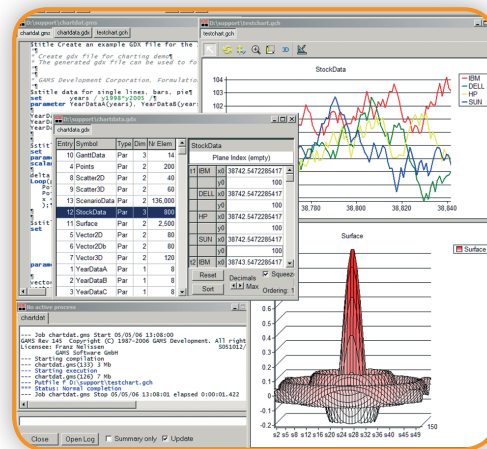 D:\support\chartdat.gms
chartdat.gms chartdat.gdx testchart.gch
$title Create an example GDX file for the
* Create gdx file for charting demo¶
* The generated gdx file can be used to fo
* GAMS Development Corporation, Formulation
$stitle data for single lines, bars, pie¶
set years / y1998*y2005 /¶
parameter YearDataA(years), YearDataB(year
D:\support\testchart.gch
testchart.gch
3D
StockData
104
103
102
101
100
IBM
DELL
HP
SUN
38,780 38,800 38,820 38,840
D:\support\chartdat.gdx
chartdat.gdx
Entry Symbol Type Dim Nr Elem
10 GanttData Par 3 14
4 Points Par 2 200
8 Scatter2D Par 2 40
9 Scatter3D Par 2 60
13 ScenarioData Par 2 136,000
12 StockData Par 3 800
11 Surface Par 2 2,500
5 Vector2D Par 2 80
6 Vector2Db Par 2 80
7 Vector3D Par 2 120
1 YearDataA Par 1 8
2 YearDataB Par 1 8
3 YearDataC Par 1 8
StockData
Plane Index (empty)
t1 IBM x0 38742.5472285417
y0 100
DELL x0 38742.5472285417
y0 100
HP x0 38742.5472285417
y0 100
SUN x0 38742.5472285417
y0 100
t2 IBM x0 38743.5472285417
Reset Decimals Squeez
Sort Max Ordering: 1
Surface
Surface
0.6
0.5
0.4
0.3
0.2
0.1
0
-0.1
-0.2
s2 s5 s8 s12 s16 s20 s24 s28 s32 s36 s40 s45 s49
150
No active process
chartdat
--- Job chartdat.gms Start 05/05/06 13:08:00
GAMS Rev 145 Copyright (C) 1987-2006 GAMS Development. All right
Licensee: Franz Nelissen
GAMS Software GmbH
--- Starting compilation
--- chartdat.gms(133) 3 Mb
--- Starting execution
--- chartdat.gms(126) 7 Mb
--- Putfile f D:\support\testchart.gch
*** Status: Normal completion
--- Job chartdat.gms Stop 05/05/06 13:08:01 elapsed 0:00:01.422
Close Open Log Summary only Update